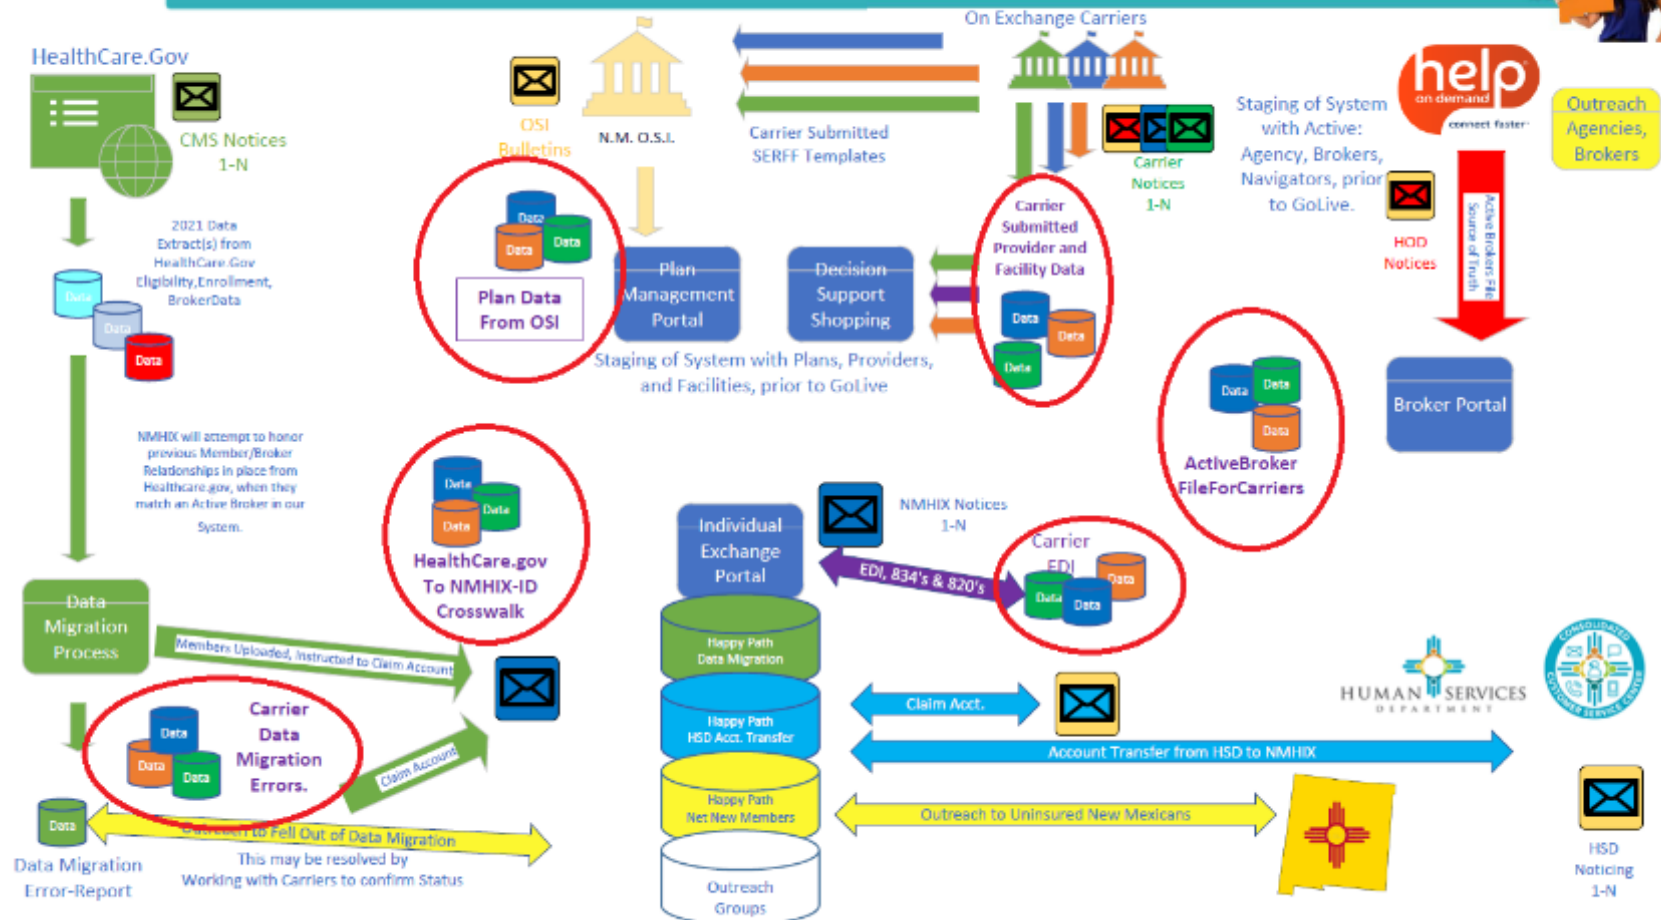 On Exchange Carriers
HealthCare.Gov
CMS Notices
1-N
OSI
Bulletins
N.M. O.S.I.
Carrier Submitted
SERFF Templates
Carrier
Notices
1-N
Staging of System
with Active:
Agency, Brokers,
Navigators, prior
to GoLive.
help
on demand
connect faster
Outreach
Agencies,
Brokers
HOD
Notices
Active Brokers File
Source of Truth
2021 Data
Extract(s) from
HealthCare.Gov
Eligibility,Enrollment,
BrokerData
Data
Data
Data
Data
Data
Data
Plan Data
From OSI
Plan
Management
Portal
Decision
Support
Shopping
Carrier
Submitted
Provider and
Facility Data
Data
Data
Data
Staging of System with Plans, Providers,
and Facilities, prior to GoLive
Data
Data
Data
ActiveBroker
FileForCarriers
Broker Portal
NMHIX will attempt to honor
previous Member/Broker
Relationships in place from
Healthcare.gov, when they
match an Active Broker in our
System.
Data
Data
Data
HealthCare.gov
To NMHIX-ID
Crosswalk
Individual
Exchange
Portal
NMHIX Notices
1-N
EDI, 834's & 820's
Carrier
EDI
Data
Data
Data
Data
Migration
Process
Members Uploaded, Instructed to Claim Account
Happy Path
Data Migration
Happy Path
HSD Acct. Transfer
Happy Path
Net New Members
Outreach
Groups
Claim Acct.
Account Transfer from HSD to NMHIX
Outreach to Uninsured New Mexicans
HUMAN SERVICES
DEPARTMENT
CONSOLIDATED
CUSTOMER SERVICE CENTER
Data
Data
Data
Carrier
Data
Migration
Errors.
Claim Account
Data
Outreach to Fell Out of Data Migration
This may be resolved by
Working with Carriers to confirm Status
Data Migration
Error-Report
HSD
Noticing
1-N